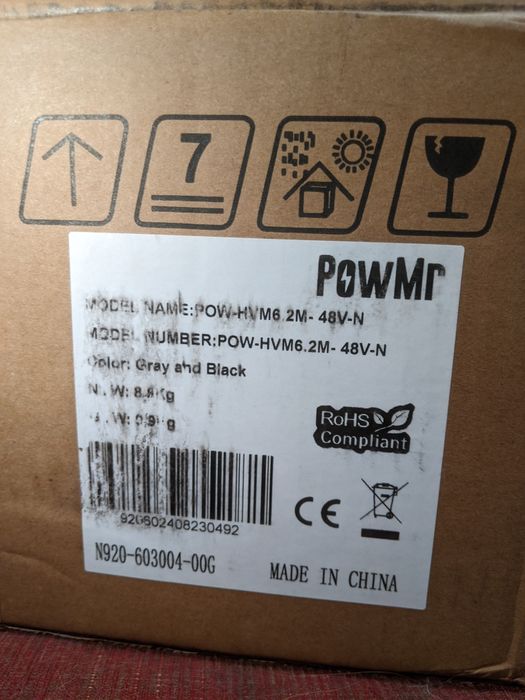 7
PowMr
MODEL NAME:POW-HVM6.2M- 48V-N
MODEL NUMBER:POW-HVM6.2M- 48V-N
Color: Gray and Black
RoHS
Compliant
CE
920602408230492
N920-603004-00G
MADE IN CHINA